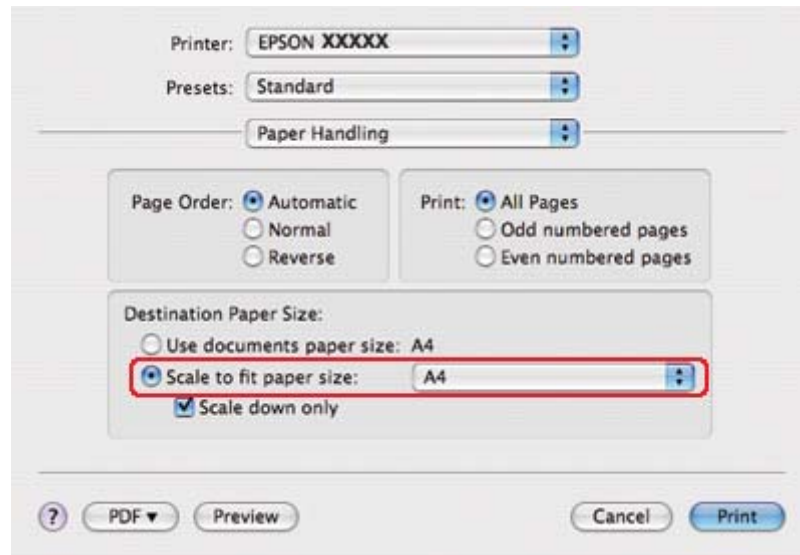 Printer: EPSON XXXXX
Presets: Standard
Paper Handling
Page Order: Automatic Print: All Pages
Normal Odd numbered pages
Reverse Even numbered pages
Destination Paper Size:
Use documents paper size: A4
Scale to fit paper size: A4
Scale down only
? PDF ▼ Preview Cancel Print